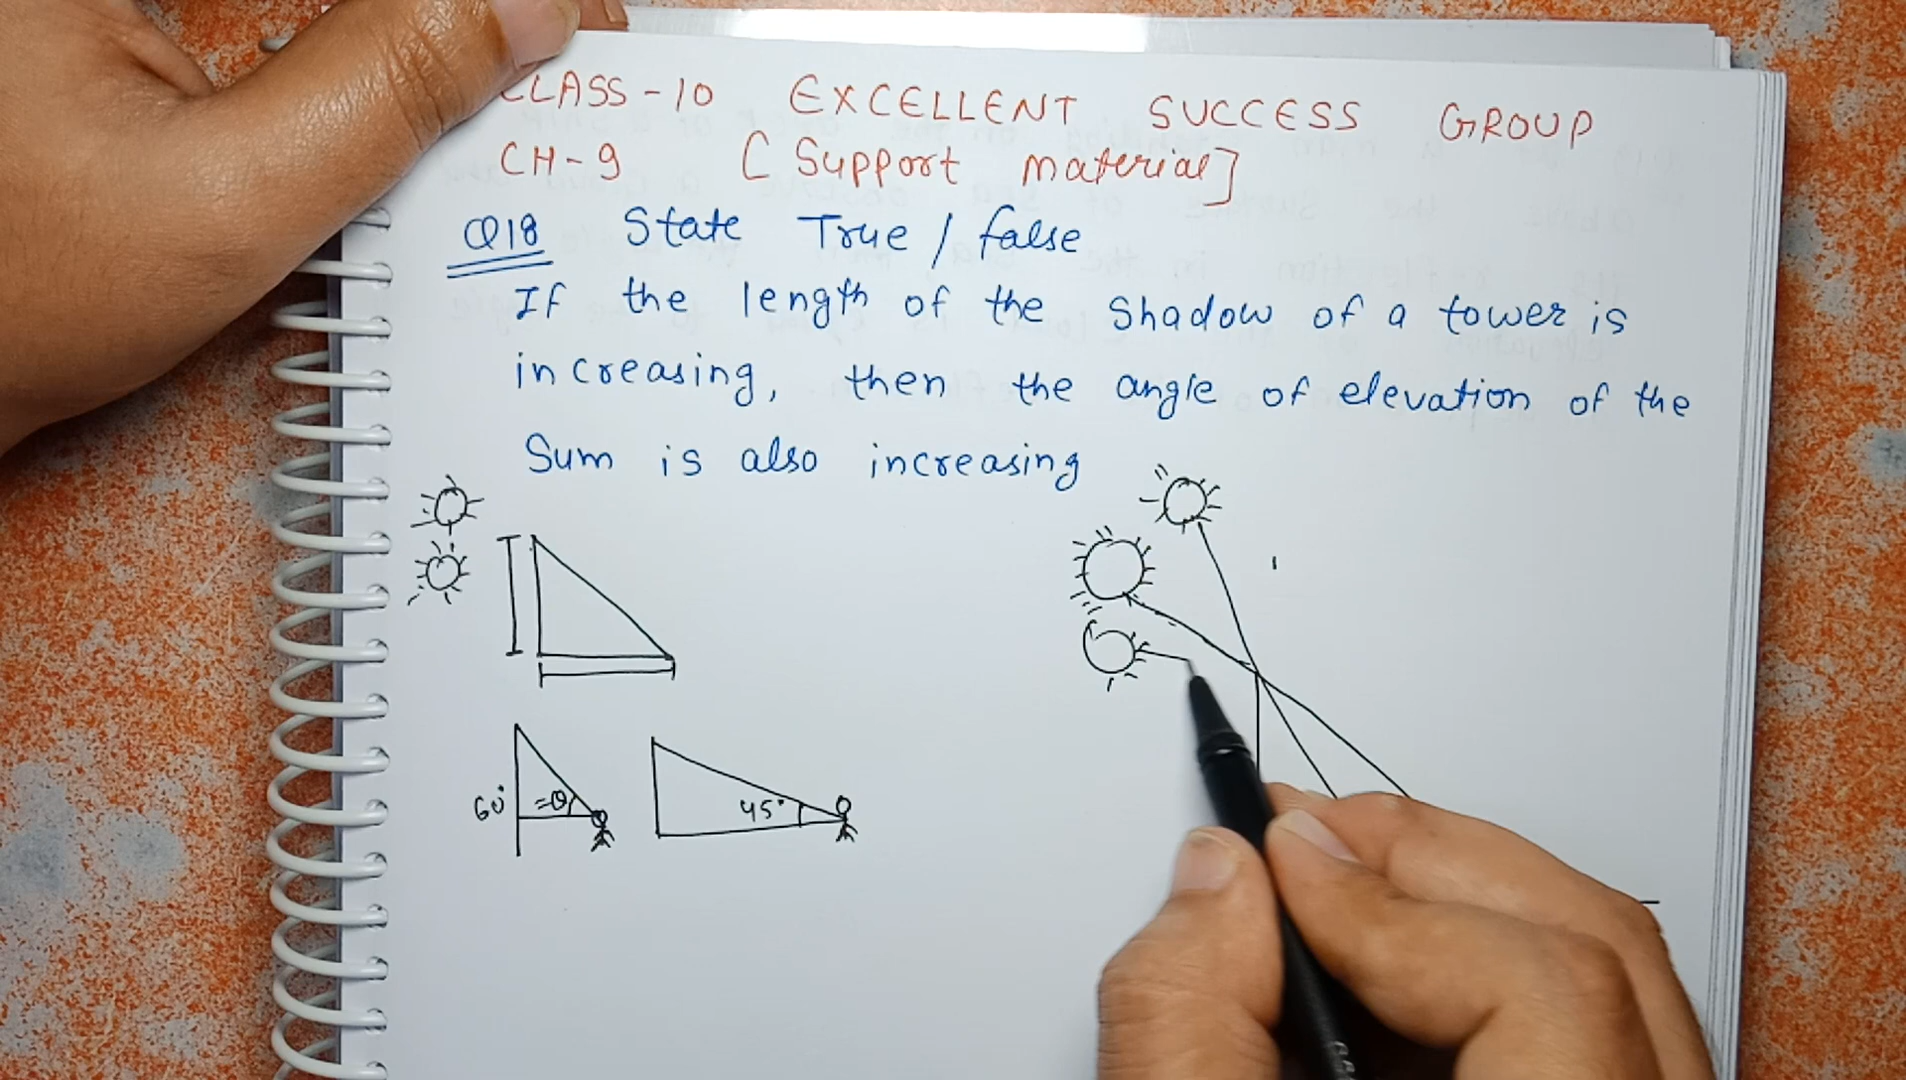 CLASS-10 EXCELLENT SUCCESS GROUP
CH-9 [Support material]
Q18 State True / false
If the length of the shadow of a tower is
increasing, then the angle of elevation of the
Sum is also increasing
60° =θ 45°